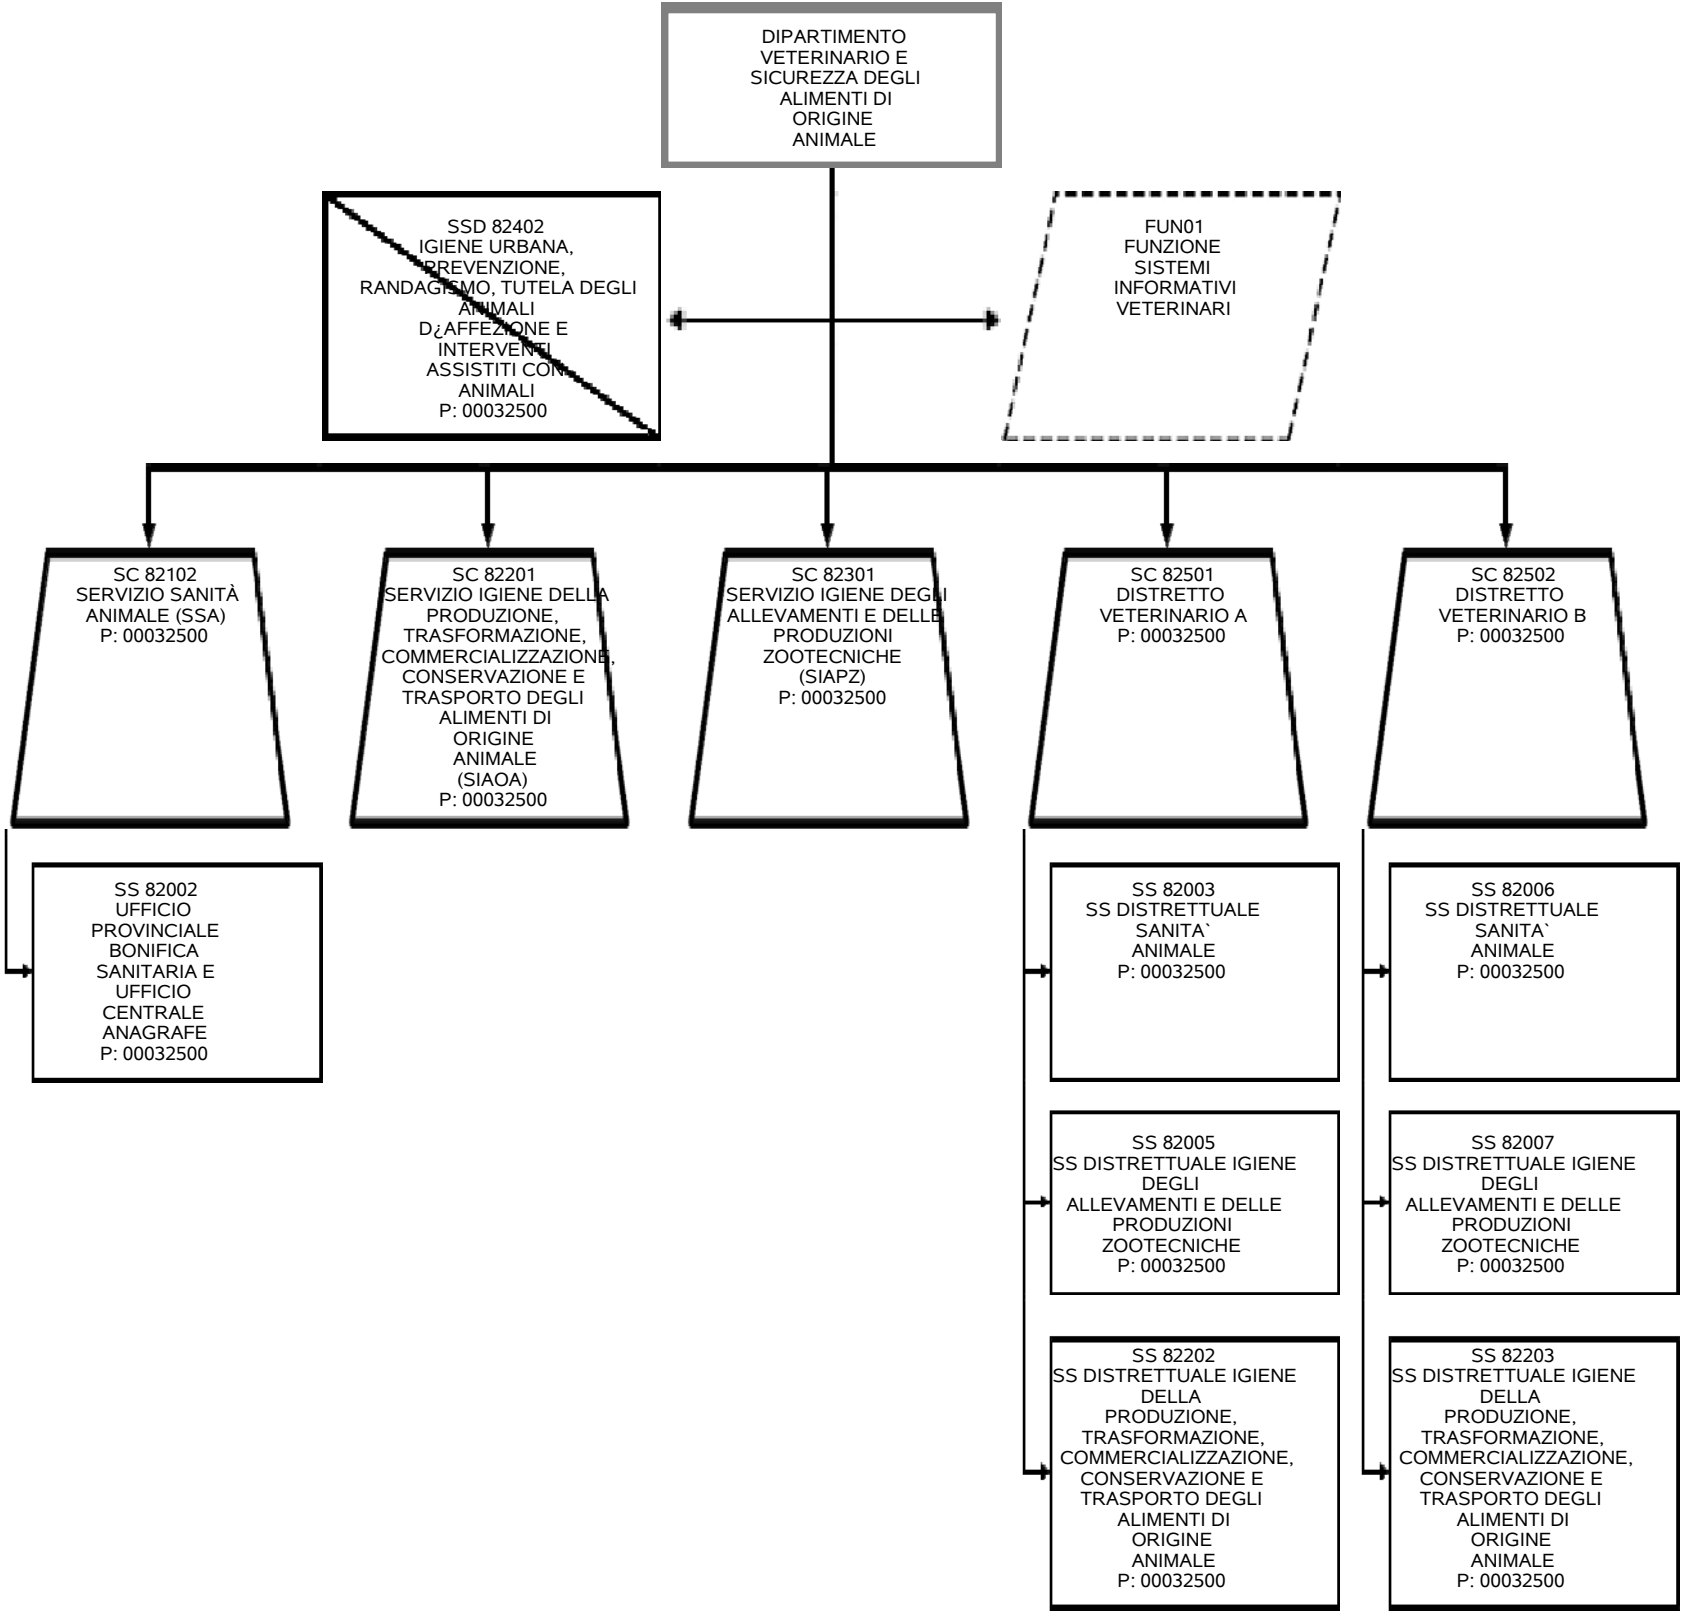 DIPARTIMENTO
VETERINARIO E
SICUREZZA DEGLI
ALIMENTI DI
ORIGINE
ANIMALE
SSD 82402
IGIENE URBANA,
PREVENZIONE,
RANDAGISMO, TUTELA DEGLI
ANIMALI
D¿AFFEZIONE E
INTERVENTI
ASSISTITI CON
ANIMALI
P: 00032500
FUN01
FUNZIONE
SISTEMI
INFORMATIVI
VETERINARI
SC 82102
SERVIZIO SANITÀ
ANIMALE (SSA)
P: 00032500
SC 82201
SERVIZIO IGIENE DELLA
PRODUZIONE,
TRASFORMAZIONE,
COMMERCIALIZZAZIONE,
CONSERVAZIONE E
TRASPORTO DEGLI
ALIMENTI DI
ORIGINE
ANIMALE
(SIAOA)
P: 00032500
SC 82301
SERVIZIO IGIENE DEGLI
ALLEVAMENTI E DELLE
PRODUZIONI
ZOOTECNICHE
(SIAPZ)
P: 00032500
SC 82501
DISTRETTO
VETERINARIO A
P: 00032500
SC 82502
DISTRETTO
VETERINARIO B
P: 00032500
SS 82002
UFFICIO
PROVINCIALE
BONIFICA
SANITARIA E
UFFICIO
CENTRALE
ANAGRAFE
P: 00032500
SS 82003
SS DISTRETTUALE
SANITA`
ANIMALE
P: 00032500
SS 82006
SS DISTRETTUALE
SANITA`
ANIMALE
P: 00032500
SS 82005
SS DISTRETTUALE IGIENE
DEGLI
ALLEVAMENTI E DELLE
PRODUZIONI
ZOOTECNICHE
P: 00032500
SS 82007
SS DISTRETTUALE IGIENE
DEGLI
ALLEVAMENTI E DELLE
PRODUZIONI
ZOOTECNICHE
P: 00032500
SS 82202
SS DISTRETTUALE IGIENE
DELLA
PRODUZIONE,
TRASFORMAZIONE,
COMMERCIALIZZAZIONE,
CONSERVAZIONE E
TRASPORTO DEGLI
ALIMENTI DI
ORIGINE
ANIMALE
P: 00032500
SS 82203
SS DISTRETTUALE IGIENE
DELLA
PRODUZIONE,
TRASFORMAZIONE,
COMMERCIALIZZAZIONE,
CONSERVAZIONE E
TRASPORTO DEGLI
ALIMENTI DI
ORIGINE
ANIMALE
P: 00032500